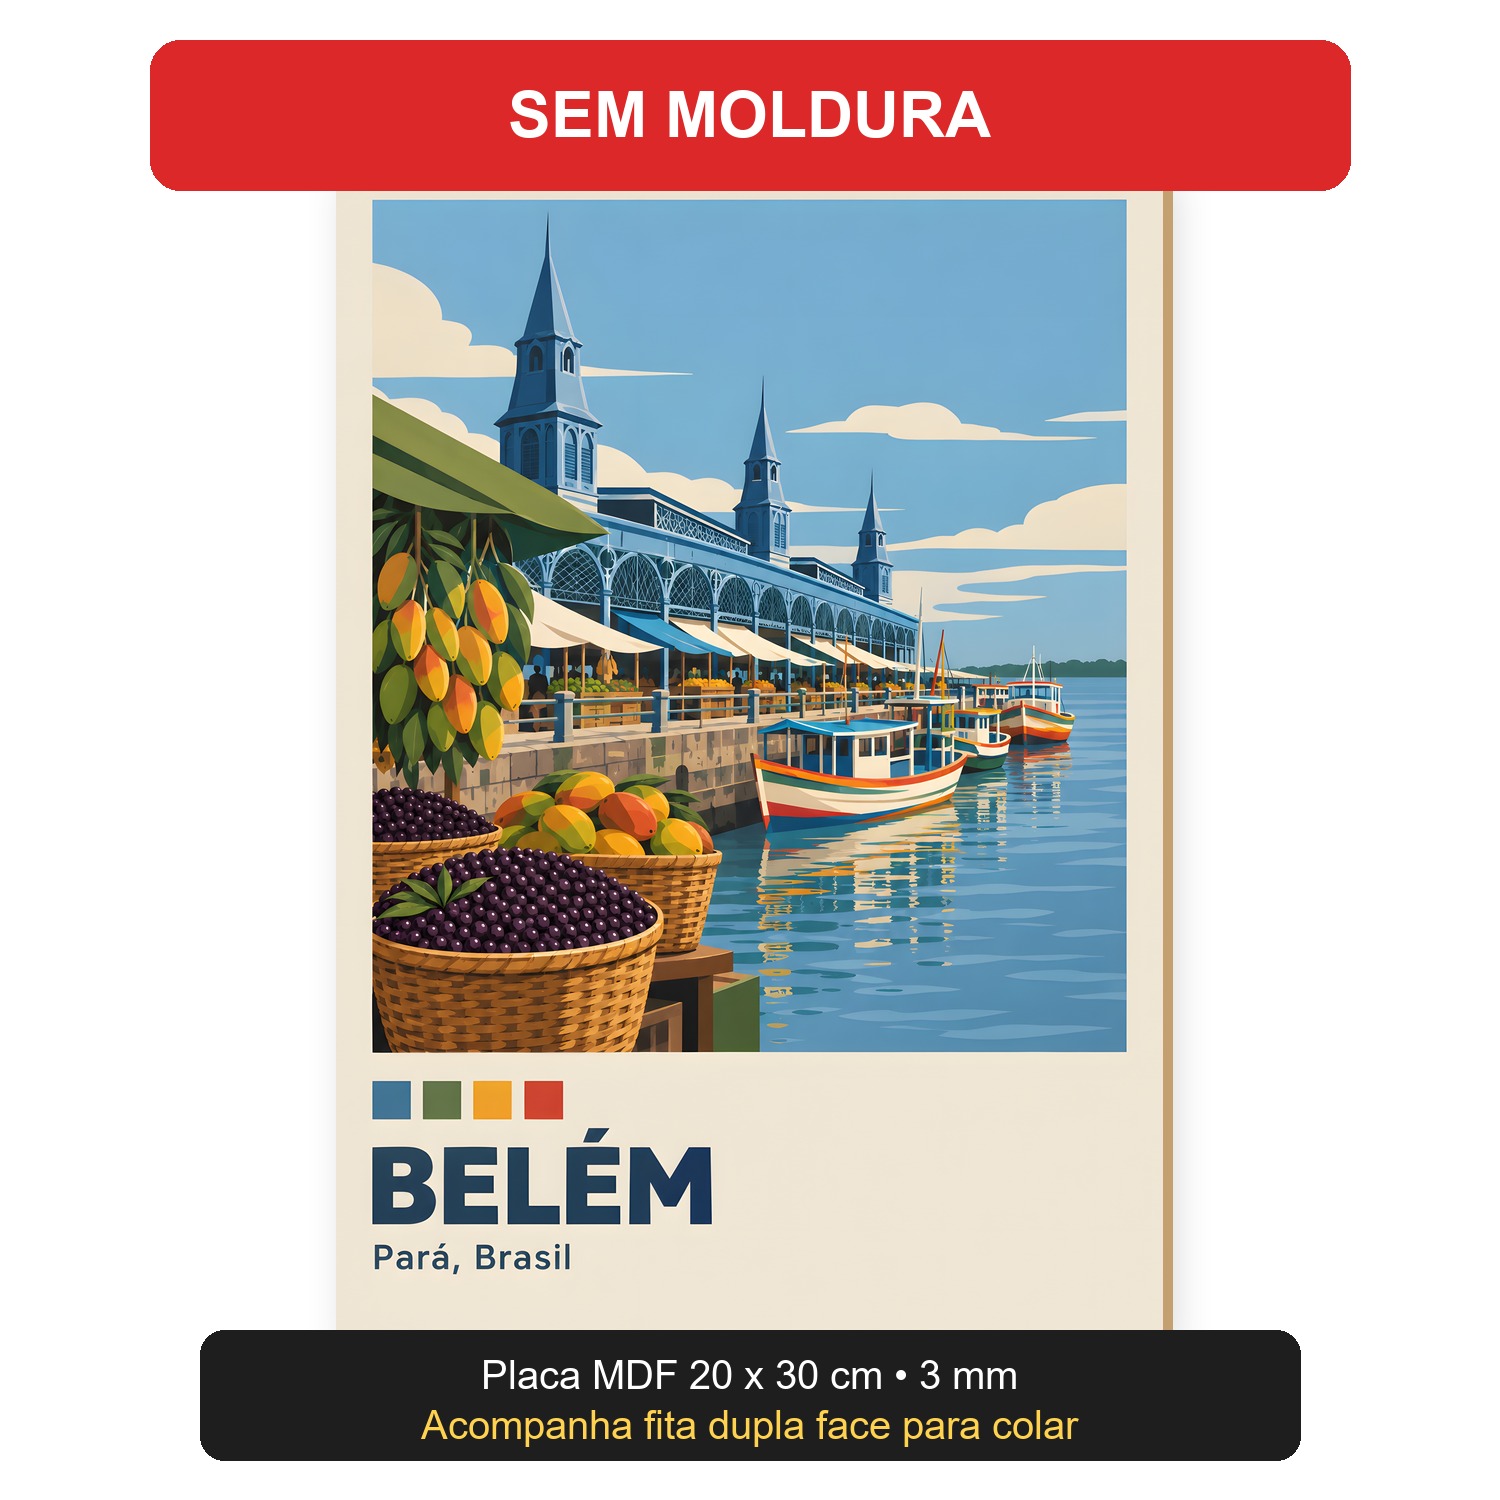 SEM MOLDURA
BELÉM
Pará, Brasil
Placa MDF 20 x 30 cm • 3 mm
Acompanha fita dupla face para colar